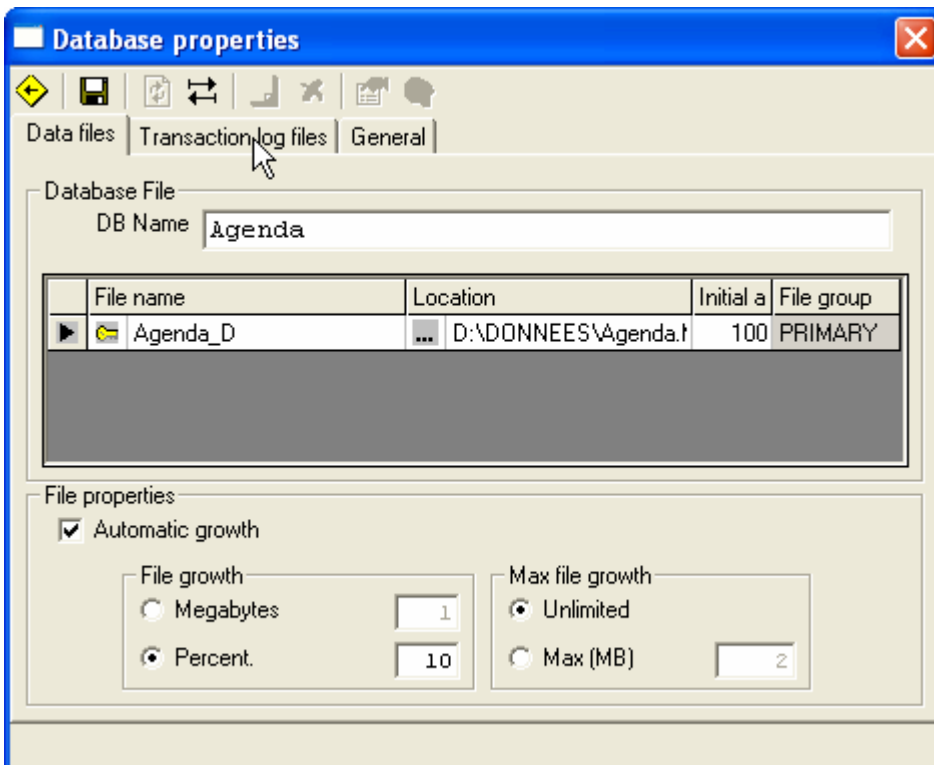 Database properties
Data files Transaction log files General
Database File
DB Name Agenda
File name Location Initial a File group
Agenda_D ... D:\DONNEES\Agenda. 100 PRIMARY
File properties
Automatic growth
File growth Max file growth
Megabytes 1 Unlimited
Percent. 10 Max (MB) 2